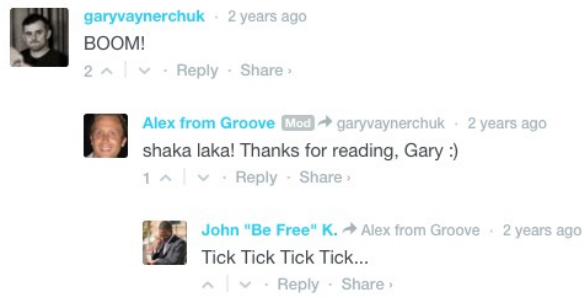 garyvaynerchuk · 2 years ago
BOOM!
2 · Reply · Share ›
Alex from Groove Mod garyvaynerchuk · 2 years ago
shaka laka! Thanks for reading, Gary :)
1 · Reply · Share ›
John "Be Free" K. Alex from Groove · 2 years ago
Tick Tick Tick Tick...
· Reply · Share ›